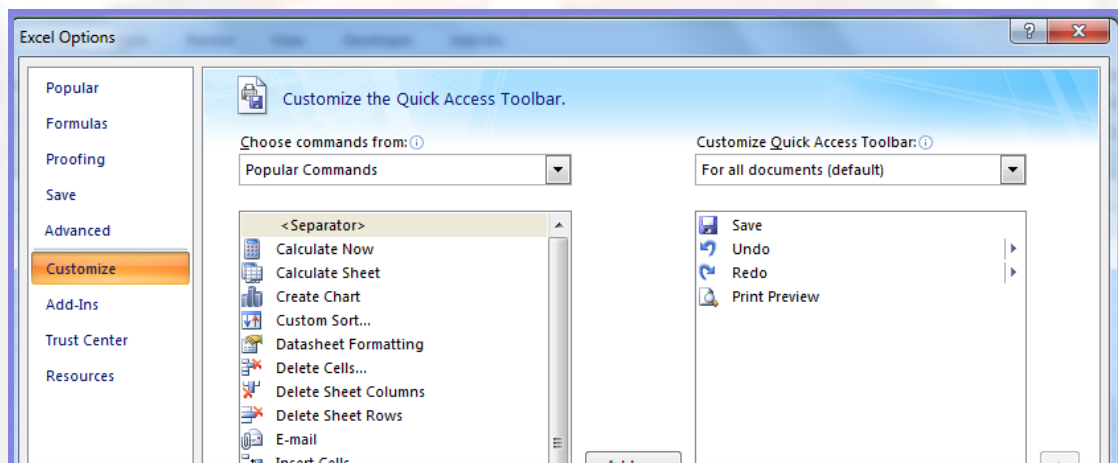 Excel Options
Popular
Formulas
Proofing
Save
Advanced
Customize
Add-Ins
Trust Center
Resources
Customize the Quick Access Toolbar.
Choose commands from:
Popular Commands
<Separator>
Calculate Now
Calculate Sheet
Create Chart
Custom Sort...
Datasheet Formatting
Delete Cells...
Delete Sheet Columns
Delete Sheet Rows
E-mail
Customize Quick Access Toolbar:
For all documents (default)
Save
Undo
Redo
Print Preview